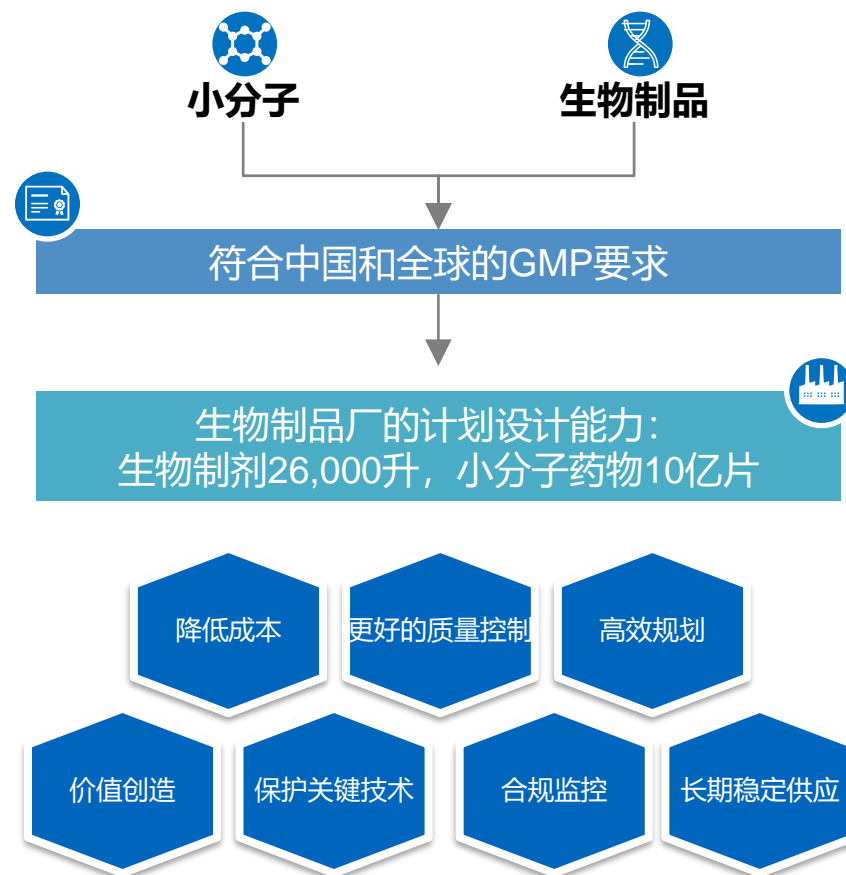 小分子
生物制品
符合中国和全球的GMP要求
生物制品厂的计划设计能力：
生物制剂26,000升，小分子药物10亿片
降低成本
更好的质量控制
高效规划
价值创造
保护关键技术
合规监控
长期稳定供应